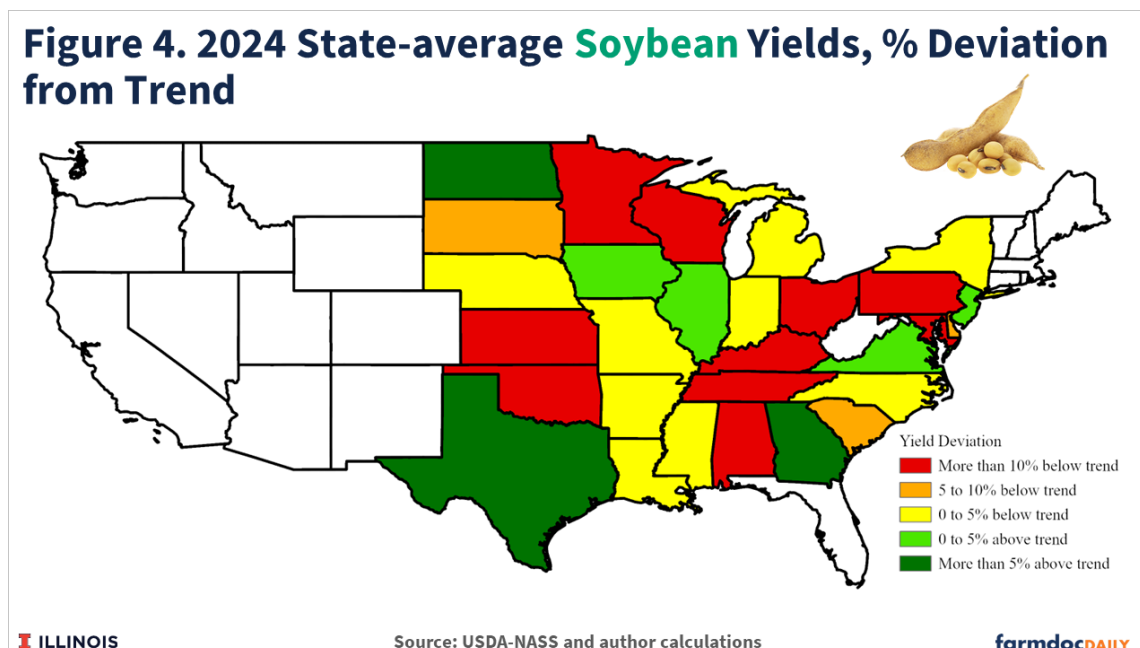 Figure 4. 2024 State-average Soybean Yields, % Deviation
from Trend
Yield Deviation
More than 10% below trend
5 to 10% below trend
0 to 5% below trend
0 to 5% above trend
More than 5% above trend
ILLINOIS
Source: USDA-NASS and author calculations
farmdocDAILY